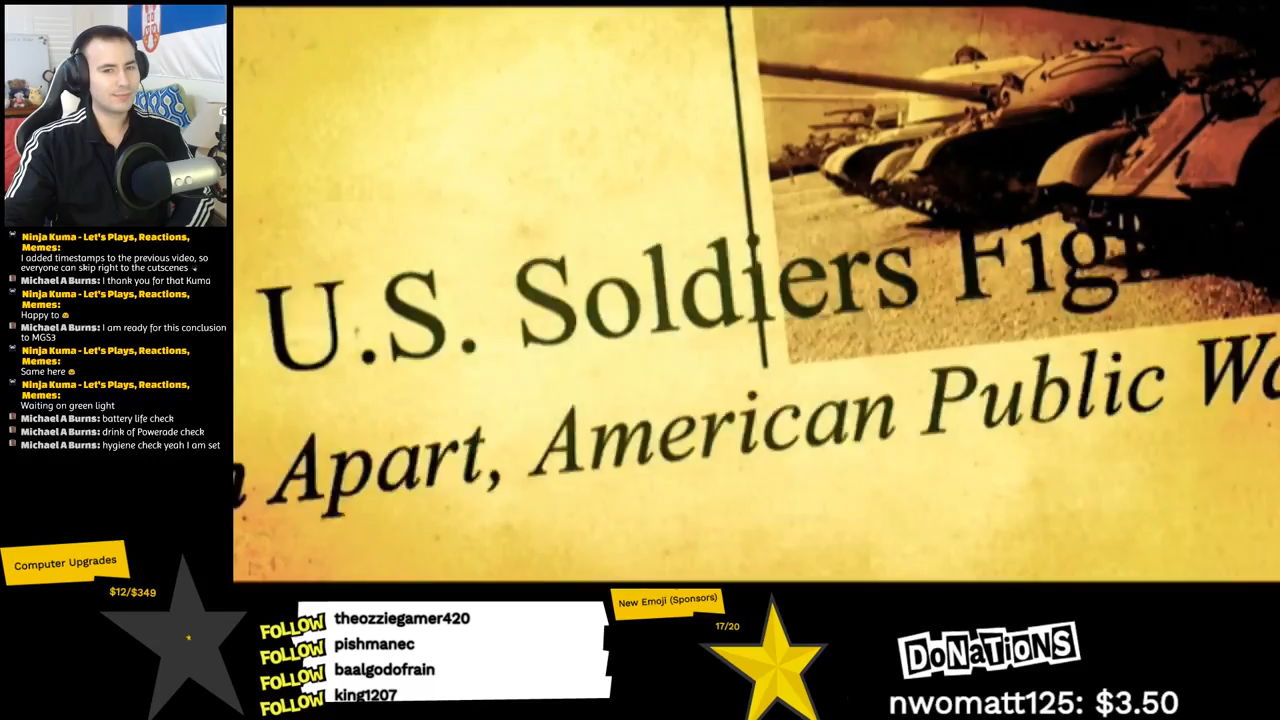 Ninja Kuma - Let's Plays, Reactions,
Memes:
I added timestamps to the previous video, so
everyone can skip right to the cutscenes
Michael A Burns: I thank you for that Kuma
Ninja Kuma - Let's Plays, Reactions,
Memes:
Happy to
Michael A Burns: I am ready for this conclusion
to MGS3
Ninja Kuma - Let's Plays, Reactions,
Memes:
Same here
Ninja Kuma - Let's Plays, Reactions,
Memes:
Waiting on green light
Michael A Burns: battery life check
Michael A Burns: drink of Powerade check
Michael A Burns: hygiene check yeah I am set
U.S. Soldiers Fig
Apart, American Public
Computer Upgrades
$12/$349
FOLLOW theozziegamer420
FOLLOW pishmanec
FOLLOW baalgodofrain
FOLLOW king1207
New Emoji (Sponsors)
17/20
DoNaTiONS
nwomatt125: $3.50